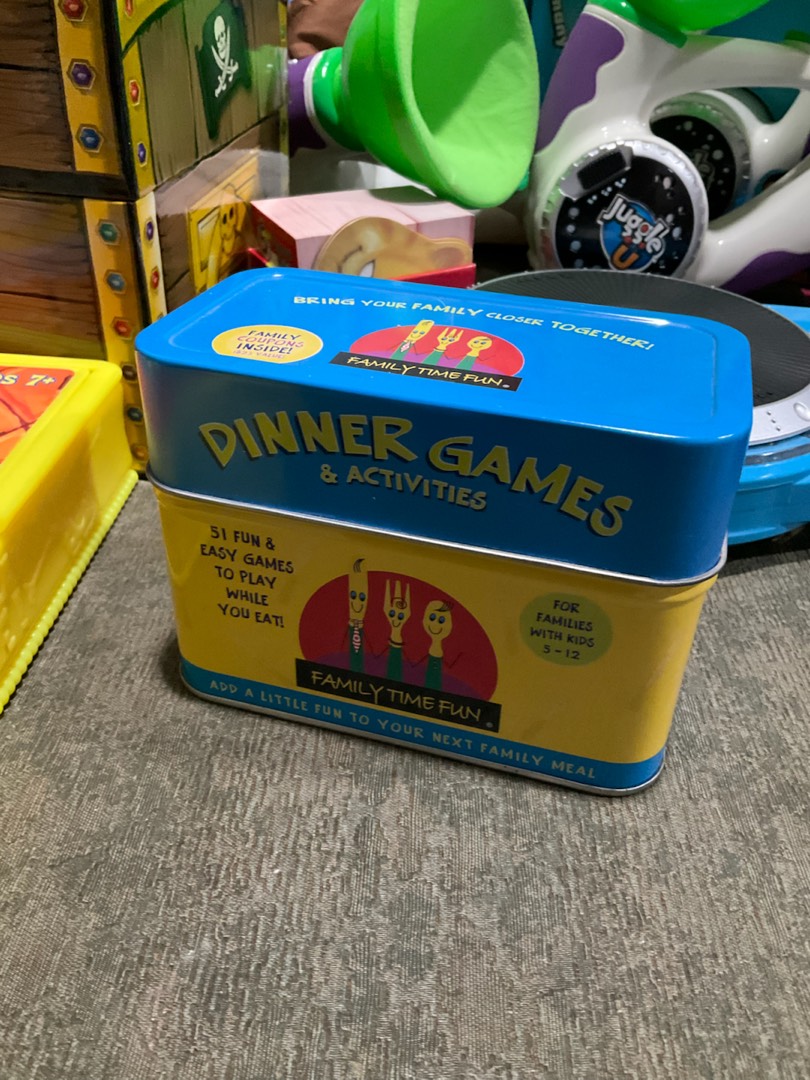 Juggle
U
BRING YOUR FAMILY CLOSER TOGETHER!
FAMILY
COUPONS
INSIDE!
FAMILY TIME FUN
DINNER GAMES
& ACTIVITIES
51 FUN &
EASY GAMES
TO PLAY
WHILE
YOU EAT!
FOR
FAMILIES
WITH KIDS
5-12
FAMILY TIME FUN
ADD A LITTLE FUN TO YOUR NEXT FAMILY MEAL
7+